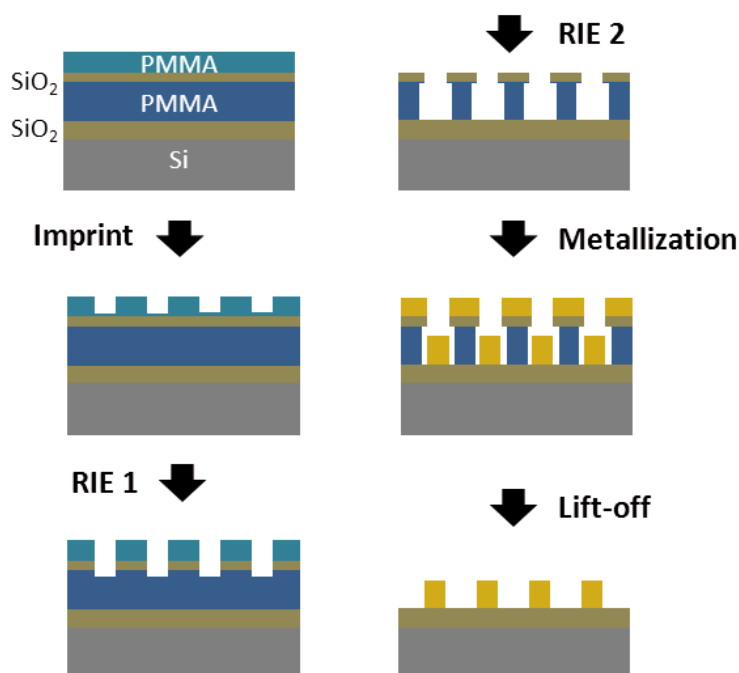 PMMA
SiO₂
PMMA
SiO₂
Si
Imprint
RIE 1
RIE 2
Metallization
Lift-off